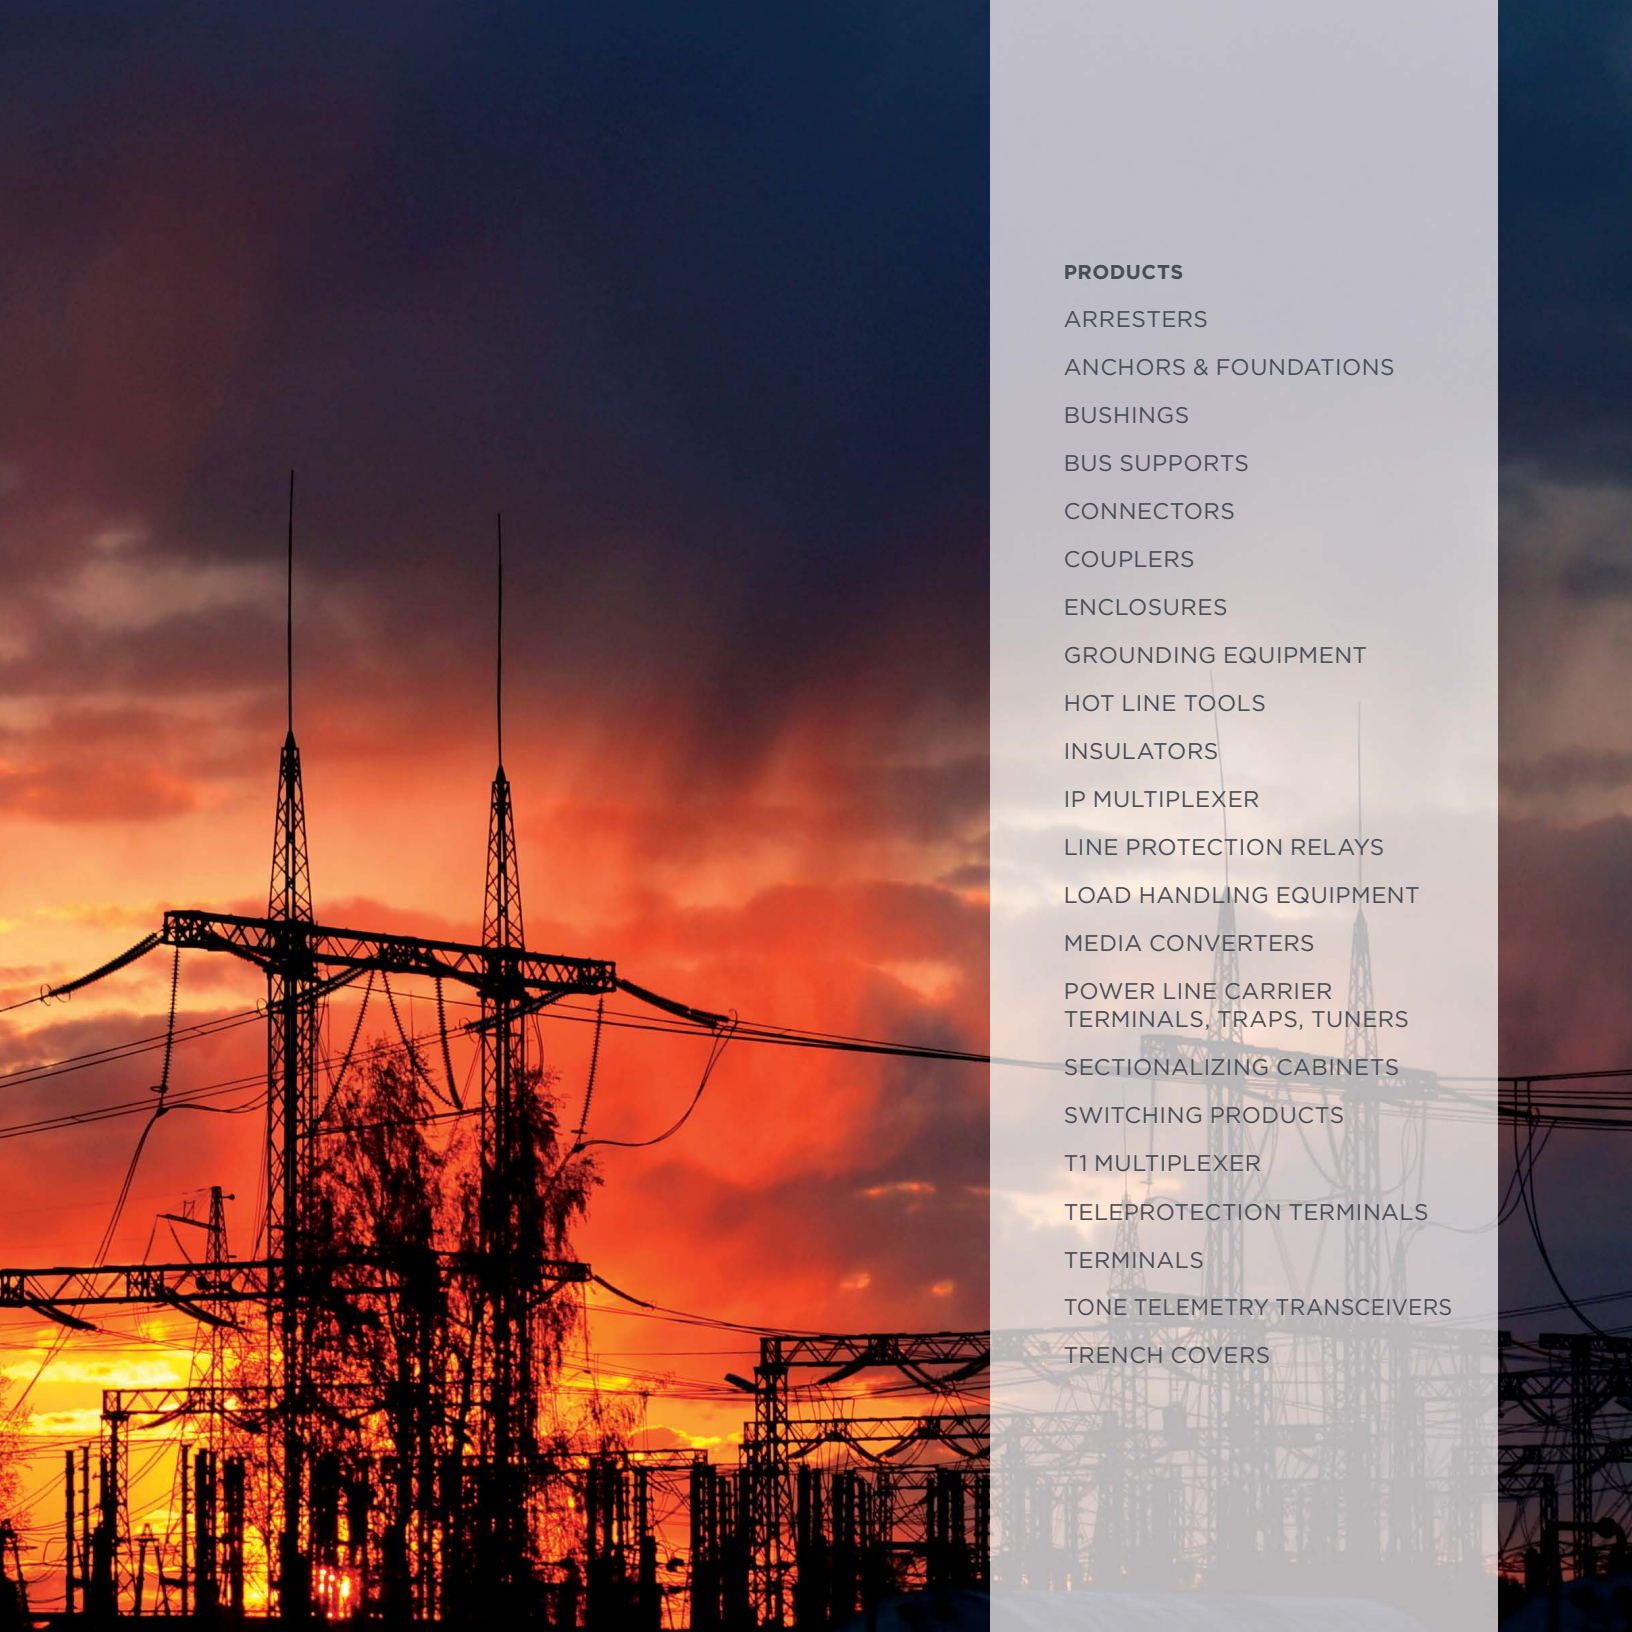 PRODUCTS
ARRESTERS
ANCHORS & FOUNDATIONS
BUSHINGS
BUS SUPPORTS
CONNECTORS
COUPLERS
ENCLOSURES
GROUNDING EQUIPMENT
HOT LINE TOOLS
INSULATORS
IP MULTIPLEXER
LINE PROTECTION RELAYS
LOAD HANDLING EQUIPMENT
MEDIA CONVERTERS
POWER LINE CARRIER
TERMINALS, TRAPS, TUNERS
SECTIONALIZING CABINETS
SWITCHING PRODUCTS
T1 MULTIPLEXER
TELEPROTECTION TERMINALS
TERMINALS
TONE TELEMETRY TRANSCEIVERS
TRENCH COVERS